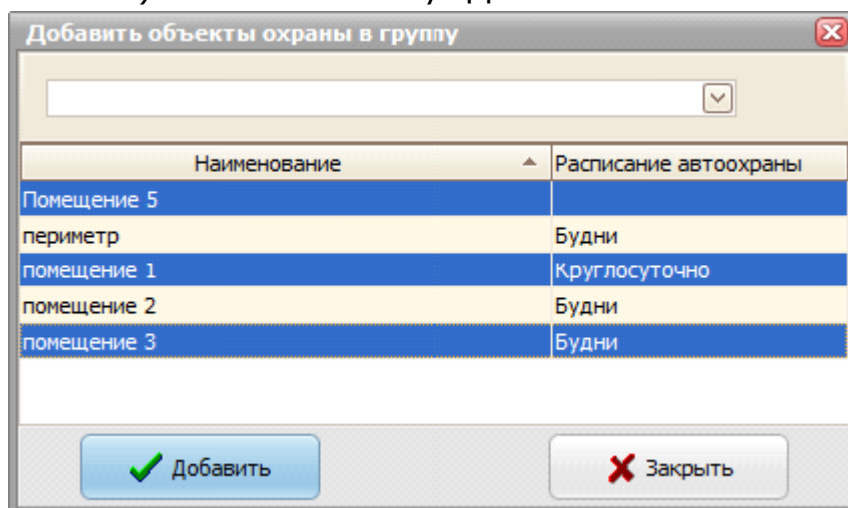 Добавить объекты охраны в группу
Наименование Расписание автоохраны
Помещение 5
периметр Будни
помещение 1 Круглосуточно
помещение 2 Будни
помещение 3 Будни
Добавить Закрыть